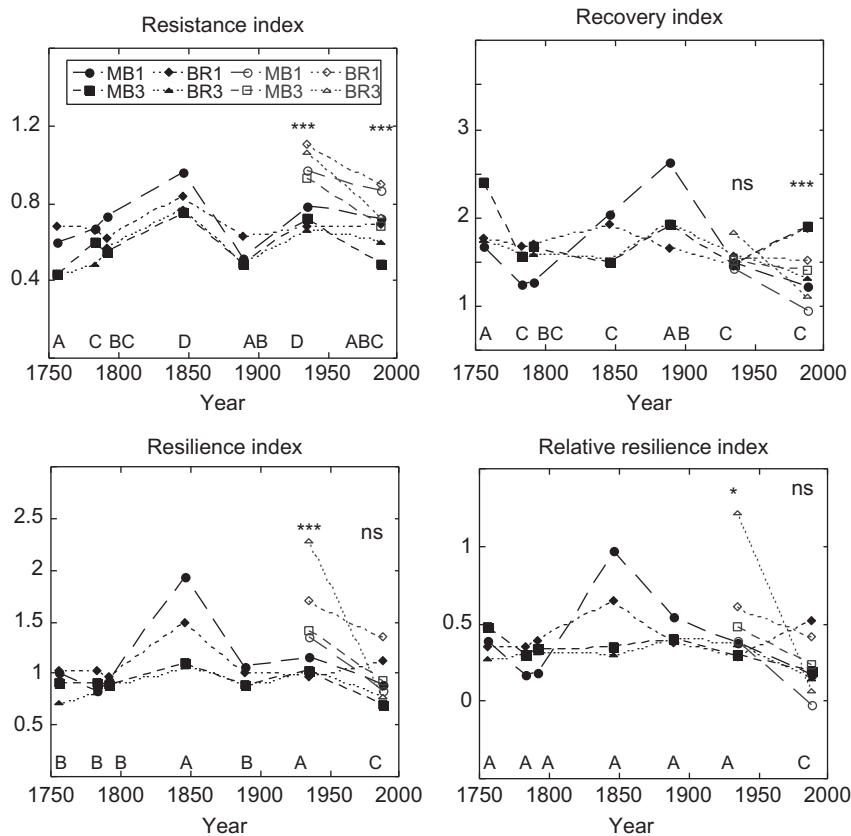 Resistance index
MB1 BR1 MB1 BR1
MB3 BR3 MB3 BR3
1.2
0.8
0.4
*** ***
A C BC D AB D ABC
1750 1800 1850 1900 1950 2000
Year
Recovery index
3
2
1
ns ***
A C BC C AB C C
1750 1800 1850 1900 1950 2000
Year
Resilience index
2.5
2
1.5
1
0.5
*** ns
B B B A B A C
1750 1800 1850 1900 1950 2000
Year
Relative resilience index
1
0.5
0
* ns
A A A A A A C
1750 1800 1850 1900 1950 2000
Year